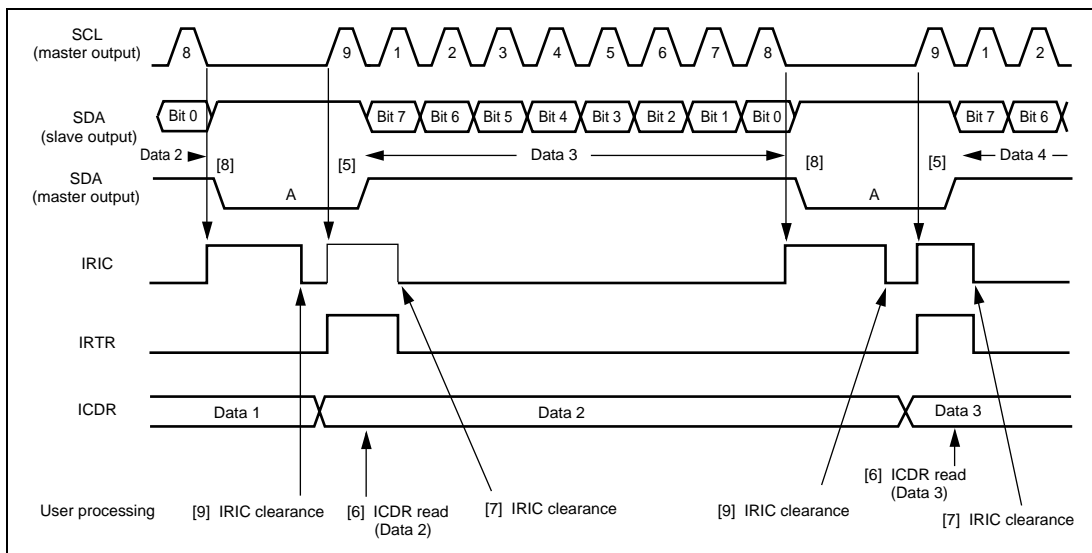 SCL
(master output)
8 9 1 2 3 4 5 6 7 8 9 1 2
SDA
(slave output)
Bit 0 Bit 7 Bit 6 Bit 5 Bit 4 Bit 3 Bit 2 Bit 1 Bit 0 Bit 7 Bit 6
Data 2 [8] [5] Data 3 [8] [5] Data 4
SDA
(master output)
A A
IRIC
IRTR
ICDR
Data 1 Data 2 Data 3
User processing
[9] IRIC clearance
[6] ICDR read
(Data 2)
[7] IRIC clearance
[9] IRIC clearance
[6] ICDR read
(Data 3)
[7] IRIC clearance